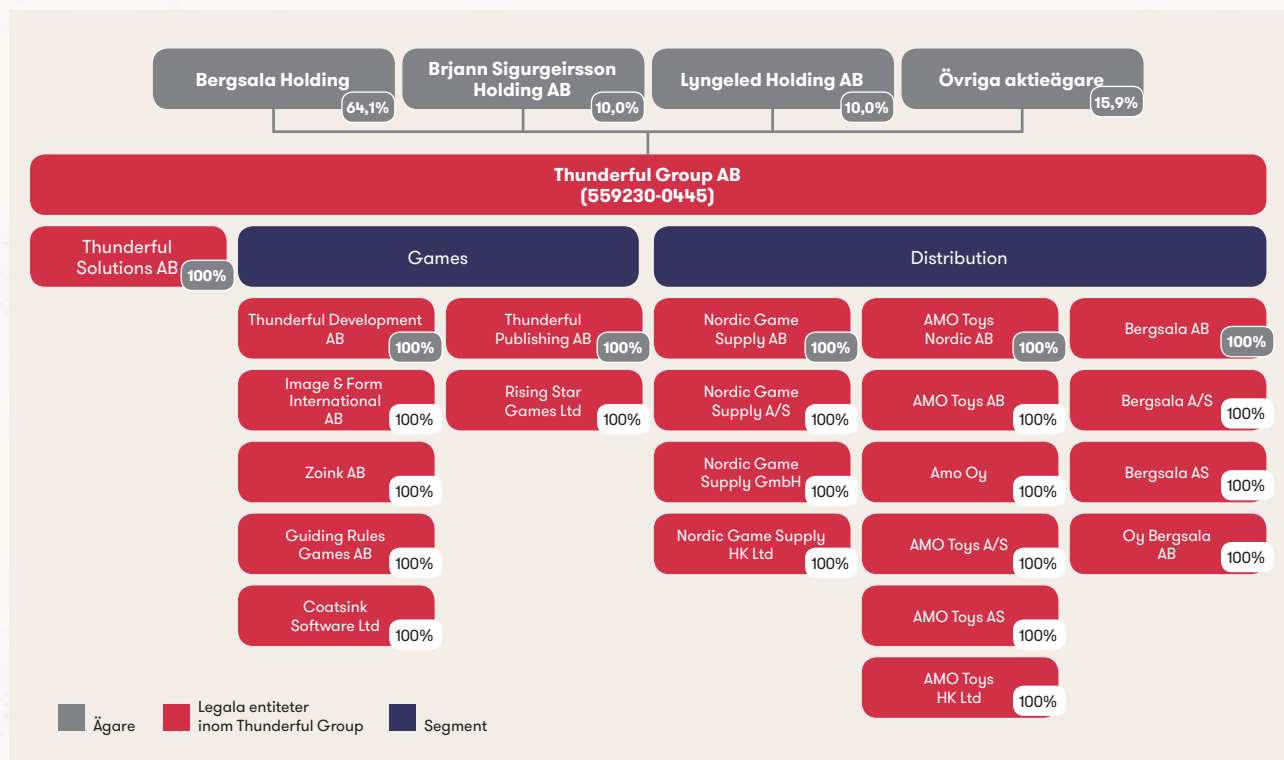 Bergsala Holding
64,1%
Brjann Sigurgeirsson
Holding AB
10,0%
Lyngeled Holding AB
10,0%
Övriga aktieägare
15,9%
Thunderful Group AB
(559230-0445)
Thunderful
Solutions AB
100%
Games
Distribution
Thunderful Development
AB
100%
Image & Form
International
AB
100%
Zoink AB
100%
Guiding Rules
Games AB
100%
Coatsink
Software Ltd
100%
Thunderful
Publishing AB
100%
Rising Star
Games Ltd
100%
Nordic Game
Supply AB
100%
Nordic Game
Supply A/S
100%
Nordic Game
Supply GmbH
100%
Nordic Game Supply
HK Ltd
100%
AMO Toys
Nordic AB
100%
AMO Toys AB
100%
Amo Oy
100%
AMO Toys A/S
100%
AMO Toys AS
100%
AMO Toys
HK Ltd
100%
Bergsala AB
100%
Bergsala A/S
100%
Bergsala AS
100%
Oy Bergsala
AB
100%
Ägare
Legala entiteter
inom Thunderful Group
Segment